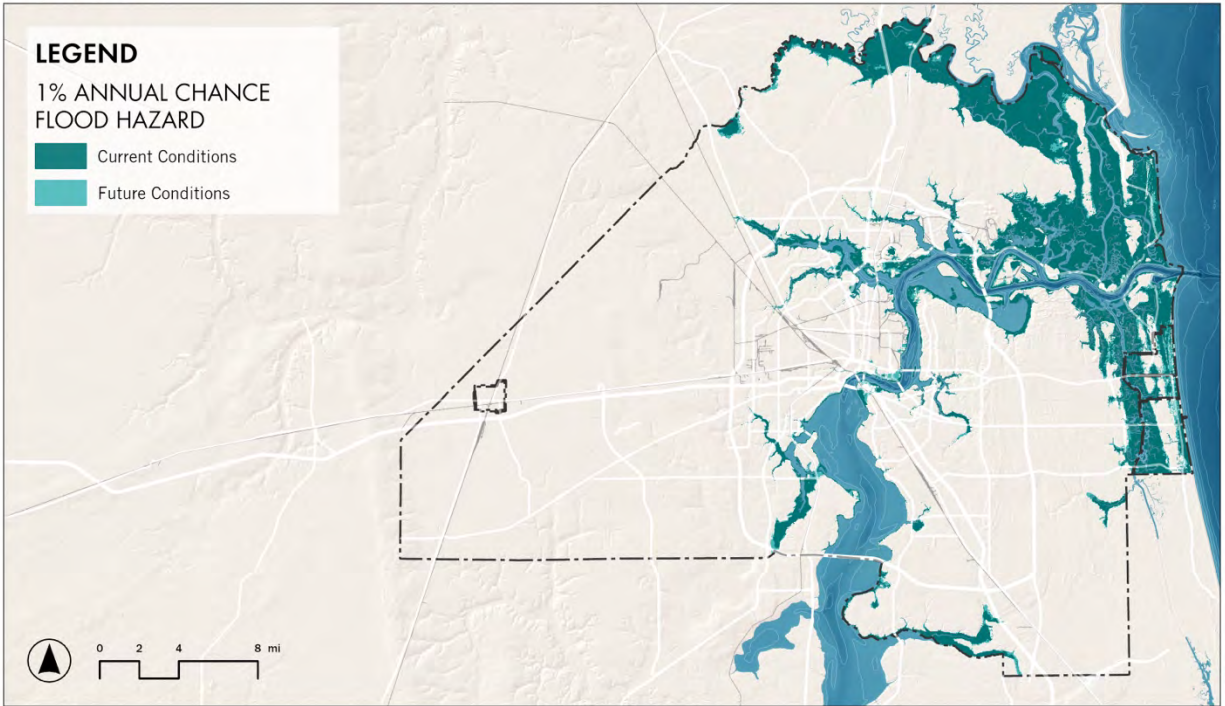 LEGEND
1% ANNUAL CHANCE
FLOOD HAZARD
Current Conditions
Future Conditions
0 2 4 8 mi